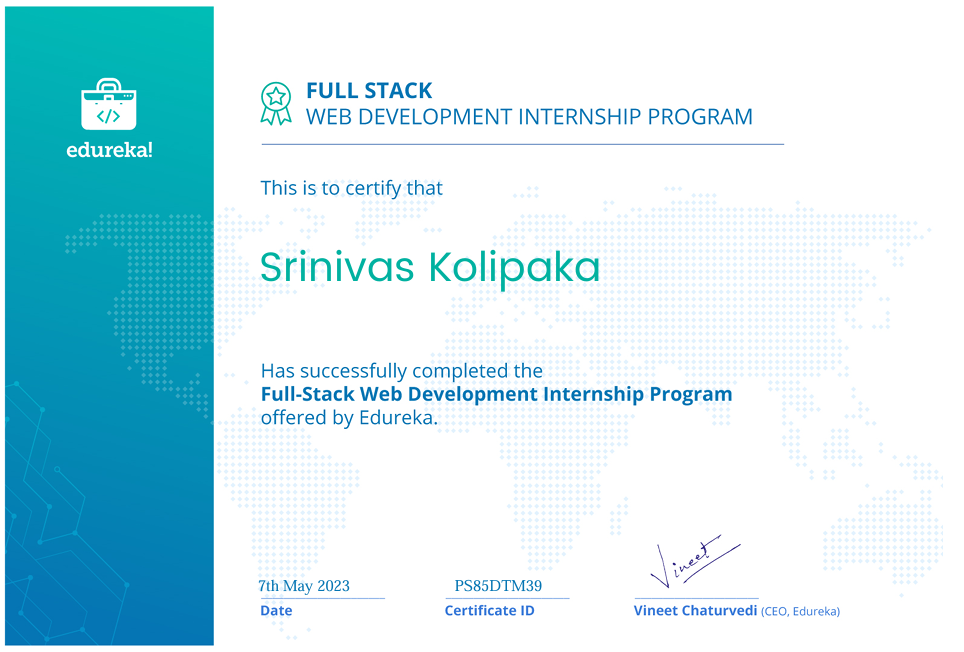 edureka!
FULL STACK
WEB DEVELOPMENT INTERNSHIP PROGRAM
This is to certify that
Srinivas Kolipaka
Has successfully completed the
Full-Stack Web Development Internship Program
offered by Edureka.
Vineet
7th May 2023
PS85DTM39
Date
Certificate ID
Vineet Chaturvedi (CEO, Edureka)